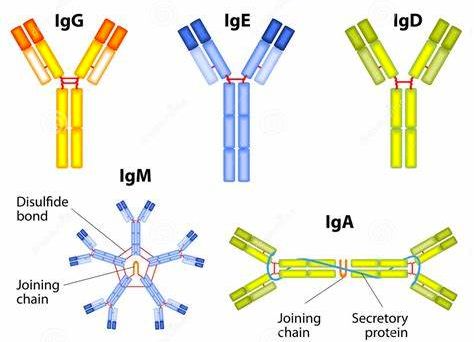 IgG
IgE
IgD
IgM
Disulfide
bond
Joining
chain
IgA
Joining
chain
Secretory
protein